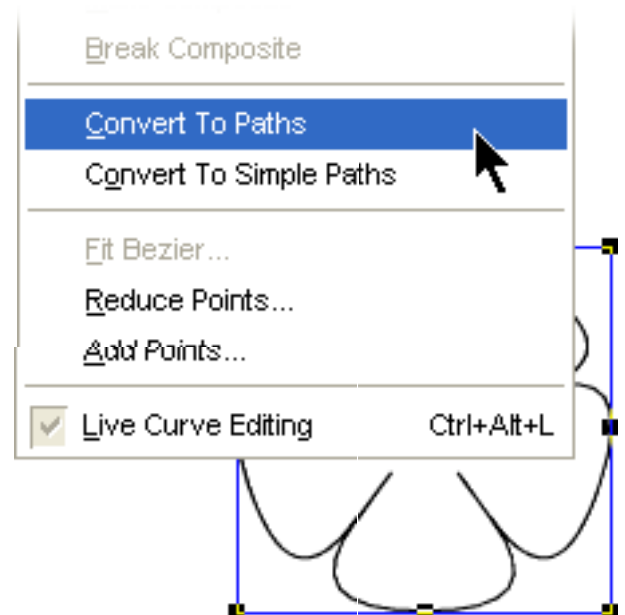 Break Composite
Convert To Paths
Convert To Simple Paths
Fit Bezier...
Reduce Points...
Add Points...
Live Curve Editing Ctrl+Alt+L